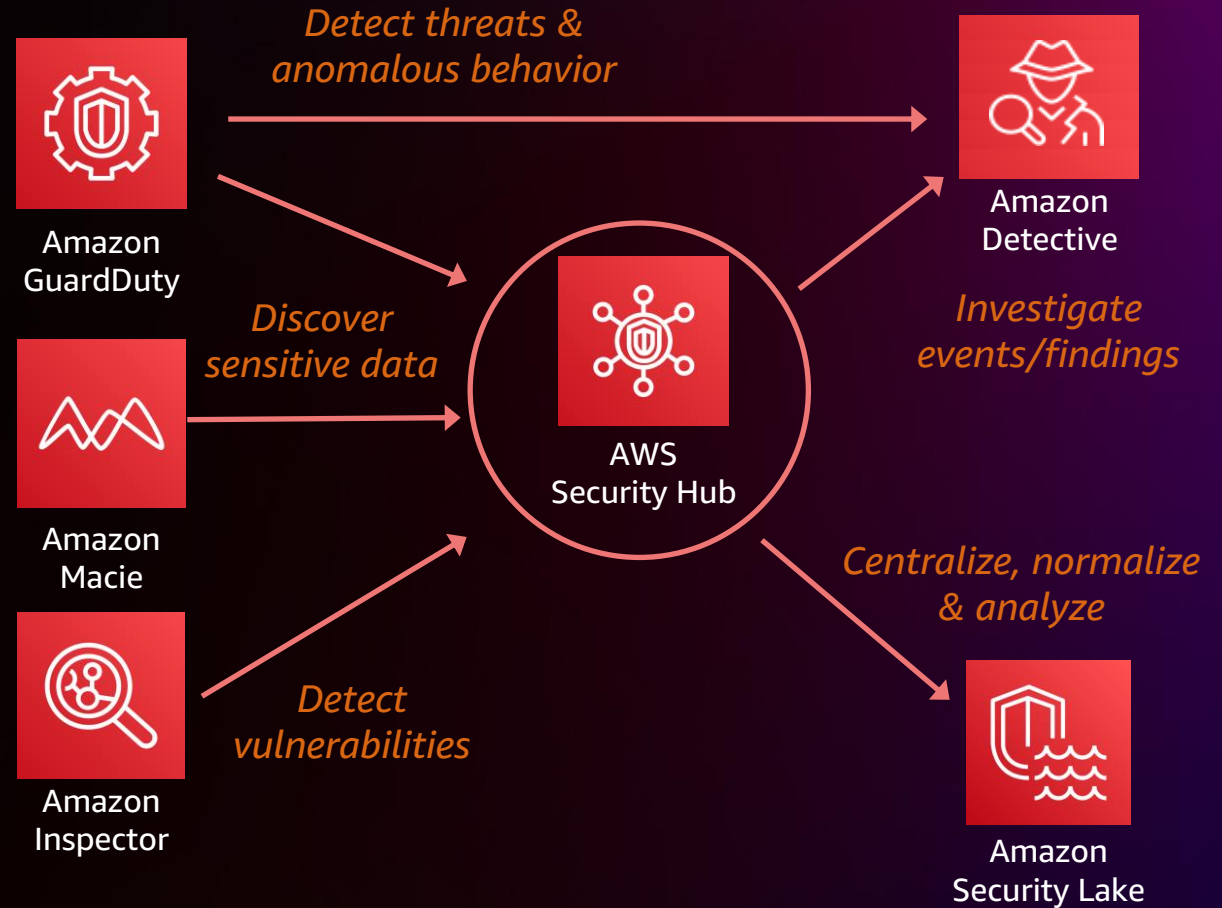 Detect threats &
anomalous behavior
Amazon
GuardDuty
Amazon
Detective
Discover
sensitive data
Investigate
events/findings
AWS
Security Hub
Amazon
Macie
Centralize, normalize
& analyze
Detect
vulnerabilities
Amazon
Inspector
Amazon
Security Lake